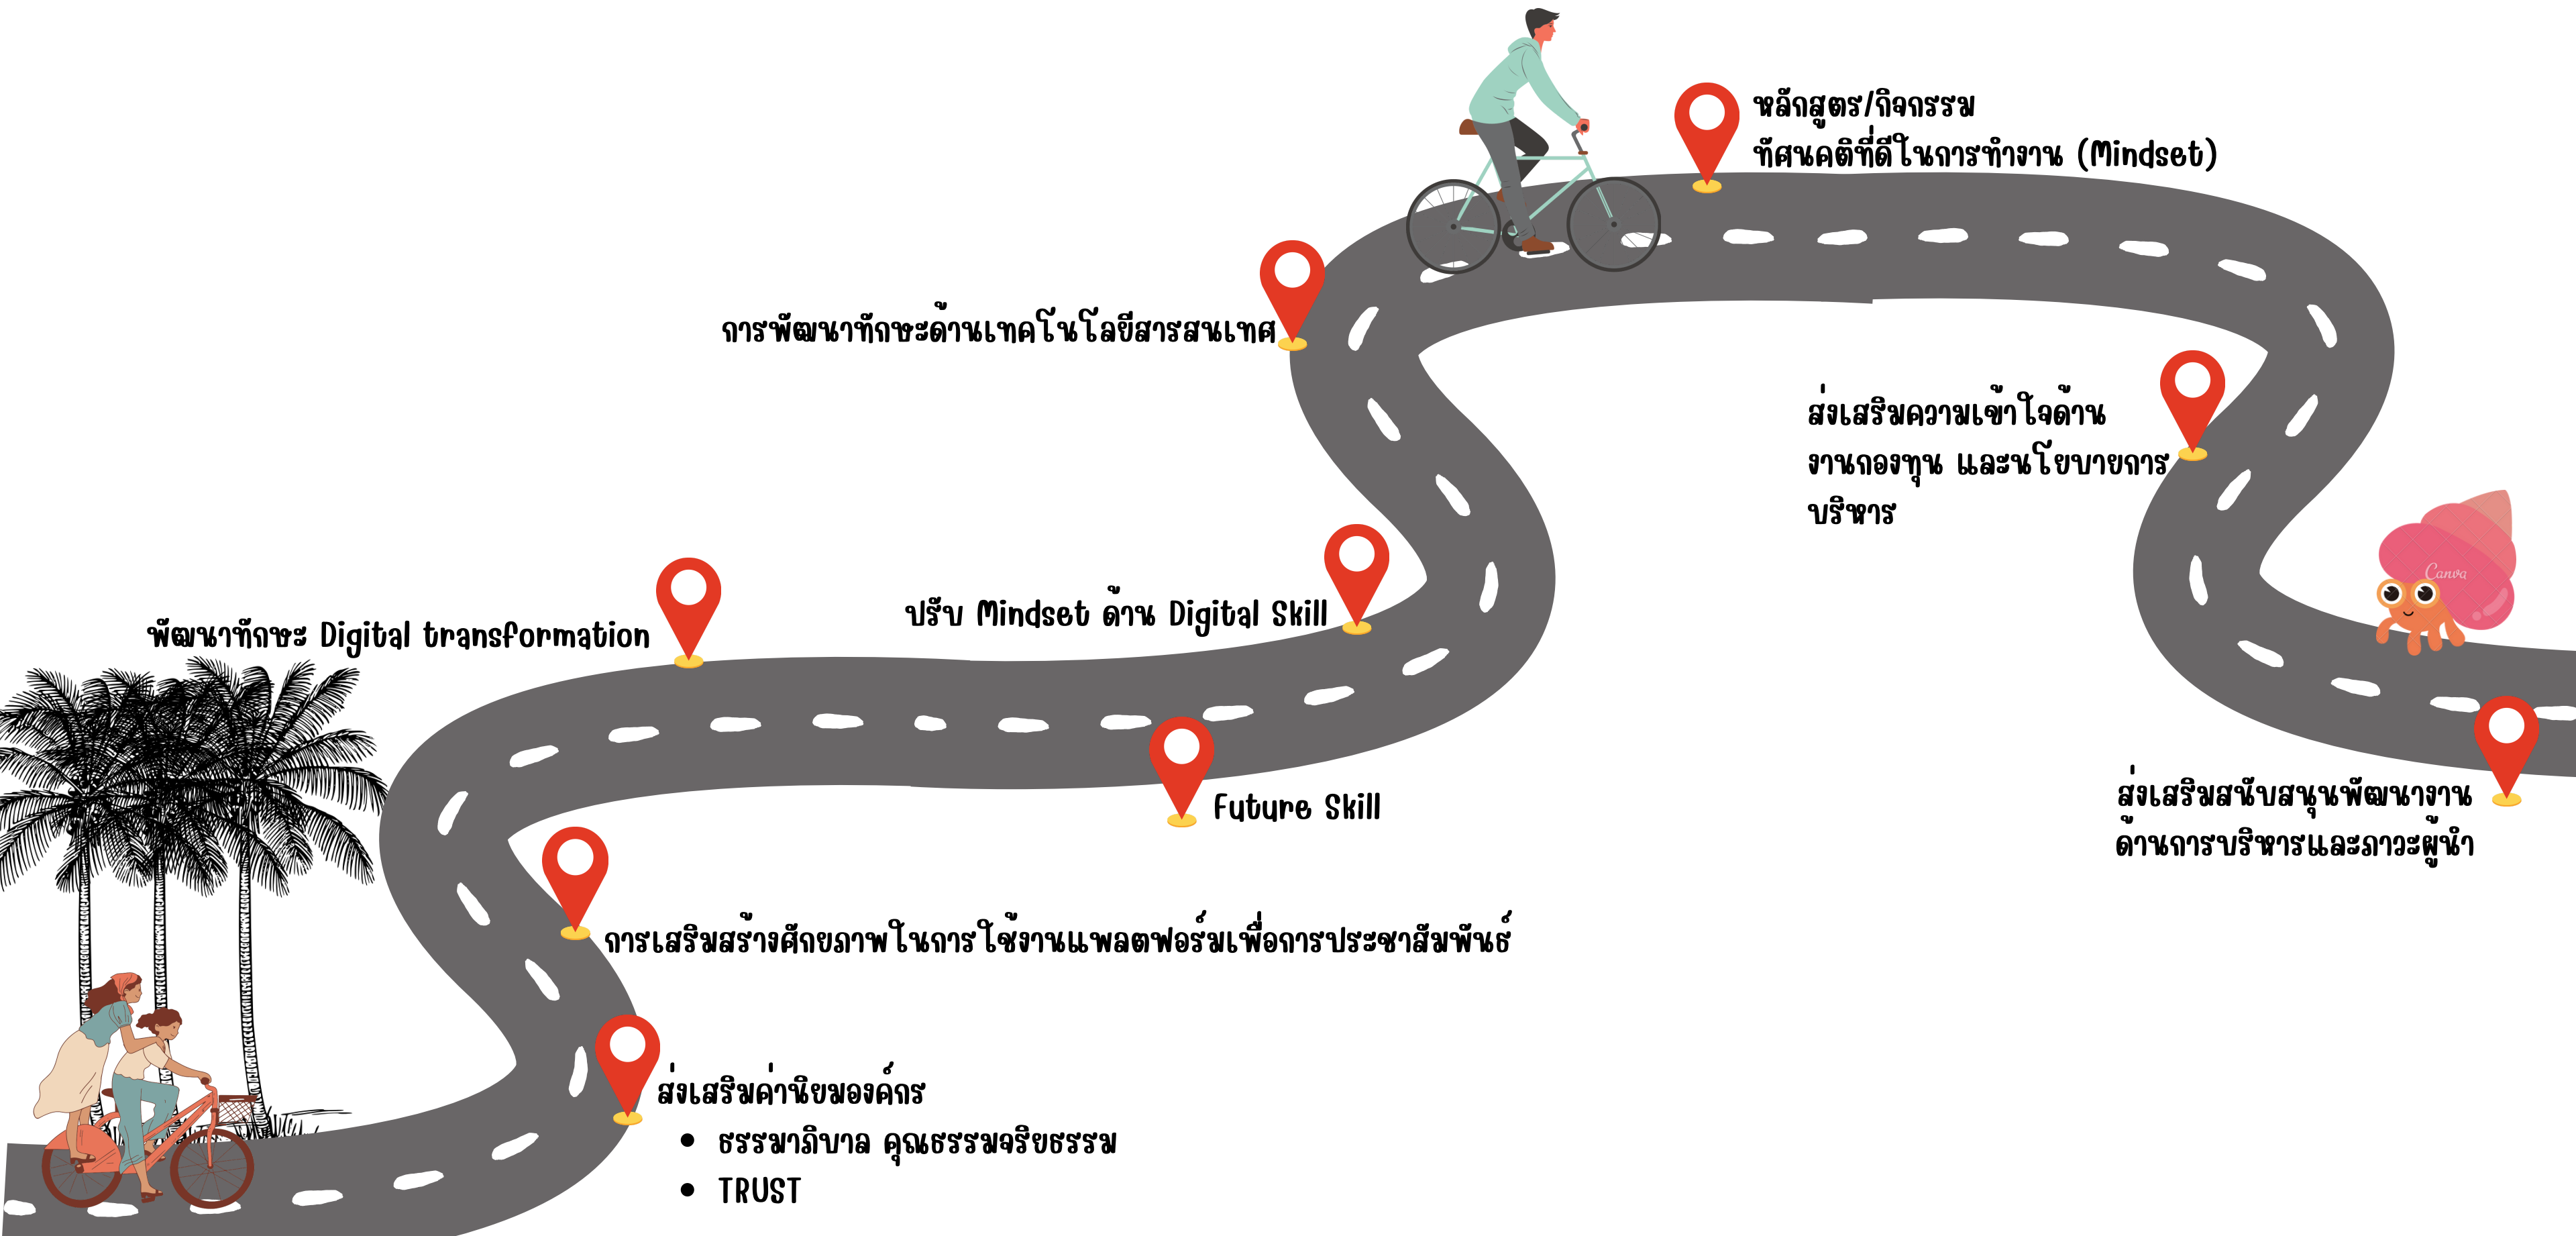 หลักสูตร/กิจกรรม
ทัศนคติที่ดีในการทำงาน (Mindset)
การพัฒนาทักษะด้านเทคโนโลยีสารสนเทศ
ส่งเสริมความเข้าใจด้าน
งานกองทุน และนโยบายการ
บริหาร
Canva
ปรับ Mindset ด้าน Digital Skill
พัฒนาทักษะ Digital transformation
Future Skill
ส่งเสริมสนับสนุนพัฒนางาน
ด้านการบริหารและภาวะผู้นำ
การเสริมสร้างศักยภาพในการใช้งานแพลตฟอร์มเพื่อการประชาสัมพันธ์
ส่งเสริมค่านิยมองค์กร
• ธรรมาภิบาล คุณธรรมจริยธรรม
• TRUST